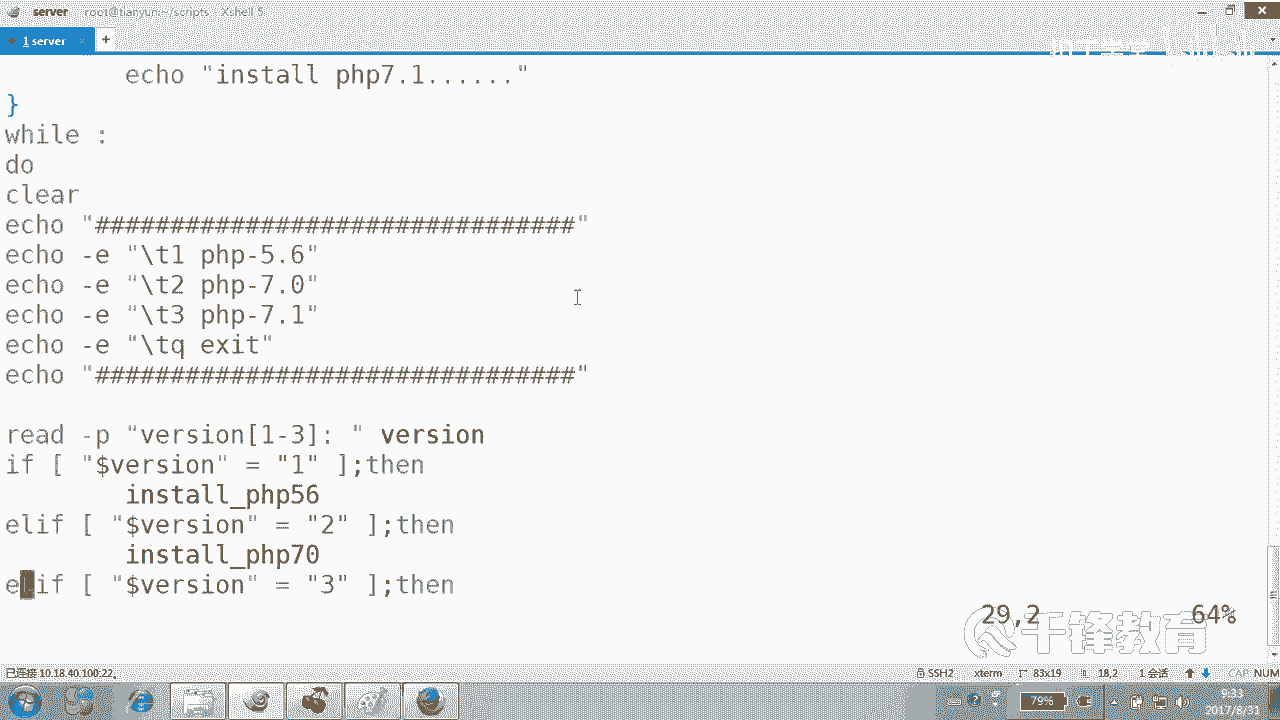 server root@tianyun:~/scripts - Xshell 5
1 server × +
echo "install php7.1......"
}
while :
do
clear
echo "################################"
echo -e "\t1 php-5.6"
echo -e "\t2 php-7.0"
echo -e "\t3 php-7.1"
echo -e "\tq exit"
echo "################################"
read -p "version[1-3]: " version
if [ "$version" = "1" ];then
install_php56
elif [ "$version" = "2" ];then
install_php70
elif [ "$version" = "3" ];then
29,2 64%
千锋教育
已连接 10.18.40.100:22。 SSH2 xterm 83x19 18,2 1 会话 CAP NUM
79% 9:33
2017/8/31